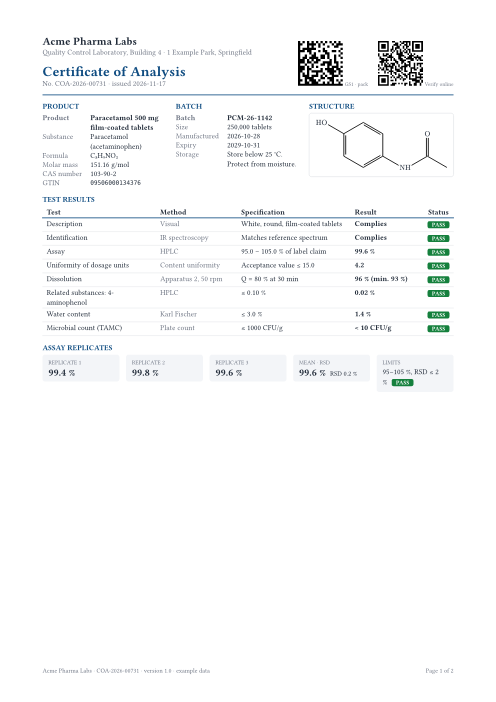 Acme Pharma Labs
Quality Control Laboratory, Building 4 · 1 Example Park, Springfield
Certificate of Analysis
No. COA-2026-00731 · issued 2026-11-17
GS1 · pack
Verify online
PRODUCT
Product Paracetamol 500 mg
film-coated tablets
Substance Paracetamol
(acetaminophen)
Formula C₈H₉NO₂
Molar mass 151.16 g/mol
CAS number 103-90-2
GTIN 09506000134376
BATCH
Batch PCM-26-1142
Size 250,000 tablets
Manufactured 2026-10-28
Expiry 2029-10-31
Storage Store below 25 °C.
Protect from moisture.
STRUCTURE
HO
O
NH
TEST RESULTS
Test Method Specification Result Status
Description Visual White, round, film-coated tablets Complies PASS
Identification IR spectroscopy Matches reference spectrum Complies PASS
Assay HPLC 95.0 – 105.0 % of label claim 99.6 % PASS
Uniformity of dosage units Content uniformity Acceptance value ≤ 15.0 4.2 PASS
Dissolution Apparatus 2, 50 rpm Q = 80 % at 30 min 96 % (min. 93 %) PASS
Related substances: 4-
aminophenol HPLC ≤ 0.10 % 0.02 % PASS
Water content Karl Fischer ≤ 3.0 % 1.4 % PASS
Microbial count (TAMC) Plate count ≤ 1000 CFU/g < 10 CFU/g PASS
ASSAY REPLICATES
REPLICATE 1
99.4 %
REPLICATE 2
99.8 %
REPLICATE 3
99.6 %
MEAN · RSD
99.6 % RSD 0.2 %
LIMITS
95–105 %, RSD ≤ 2
% PASS
Acme Pharma Labs · COA-2026-00731 · version 1.0 · example data
Page 1 of 2